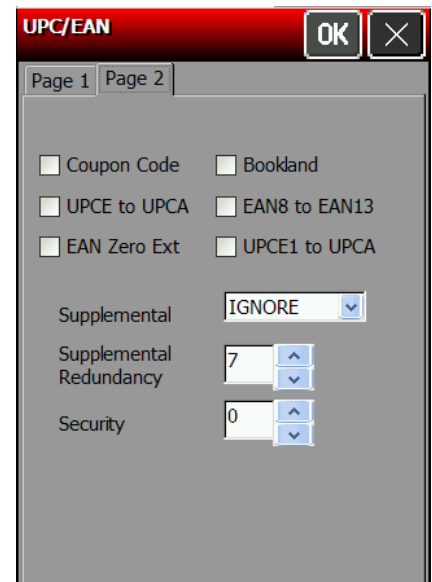 UPC/EAN
OK
Page 1 Page 2
Coupon Code Bookland
UPCE to UPCA EAN8 to EAN13
EAN Zero Ext UPCE1 to UPCA
Supplemental IGNORE
Supplemental
Redundancy 7
Security 0